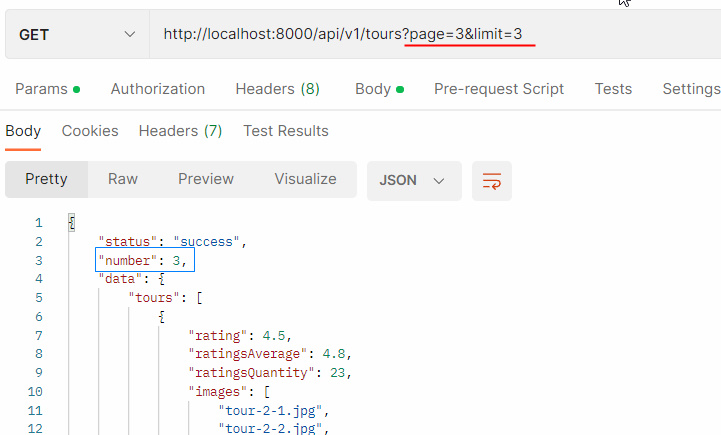 GET http://localhost:8000/api/v1/tours?page=3&limit=3
Params Authorization Headers (8) Body Pre-request Script Tests Settings
Body Cookies Headers (7) Test Results
Pretty Raw Preview Visualize JSON
1 {
2 "status": "success",
3 "number": 3,
4 "data": {
5 "tours": [
6 {
7 "rating": 4.5,
8 "ratingsAverage": 4.8,
9 "ratingsQuantity": 23,
10 "images": [
11 "tour-2-1.jpg",
12 "tour-2-2.jpg",